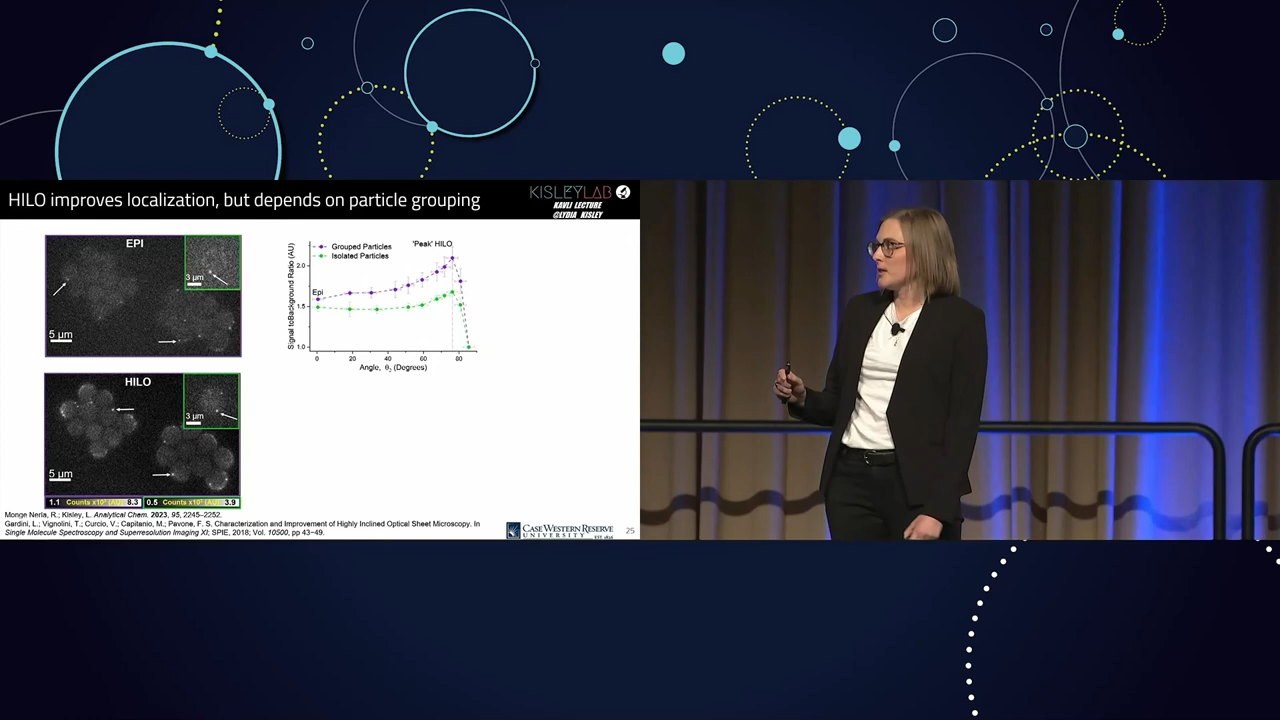 HILO improves localization, but depends on particle grouping
KISLEYLAB
KAVLI LECTURE
@LYDIA_KISLEY
EPI
3 µm
5 µm
HILO
3 µm
5 µm
1.1 Counts x10³ (AU) 8.3
0.5 Counts x10³ (AU) 3.9
Signal toBackground Ratio (AU)
2.0
1.5
1.0
Grouped Particles
Isolated Particles
'Peak' HILO
Epi
0 20 40 60 80
Angle, θ₂ (Degrees)
Monge Neria, R.; Kisley, L. Analytical Chem. 2023, 95, 2245–2252.
Gardini, L.; Vignolini, T.; Curcio, V.; Capitanio, M.; Pavone, F. S. Characterization and Improvement of Highly Inclined Optical Sheet Microscopy. In
Single Molecule Spectroscopy and Superresolution Imaging XI; SPIE, 2018; Vol. 10500, pp 43–49.
CASE WESTERN RESERVE
UNIVERSITY
EST. 1826
25